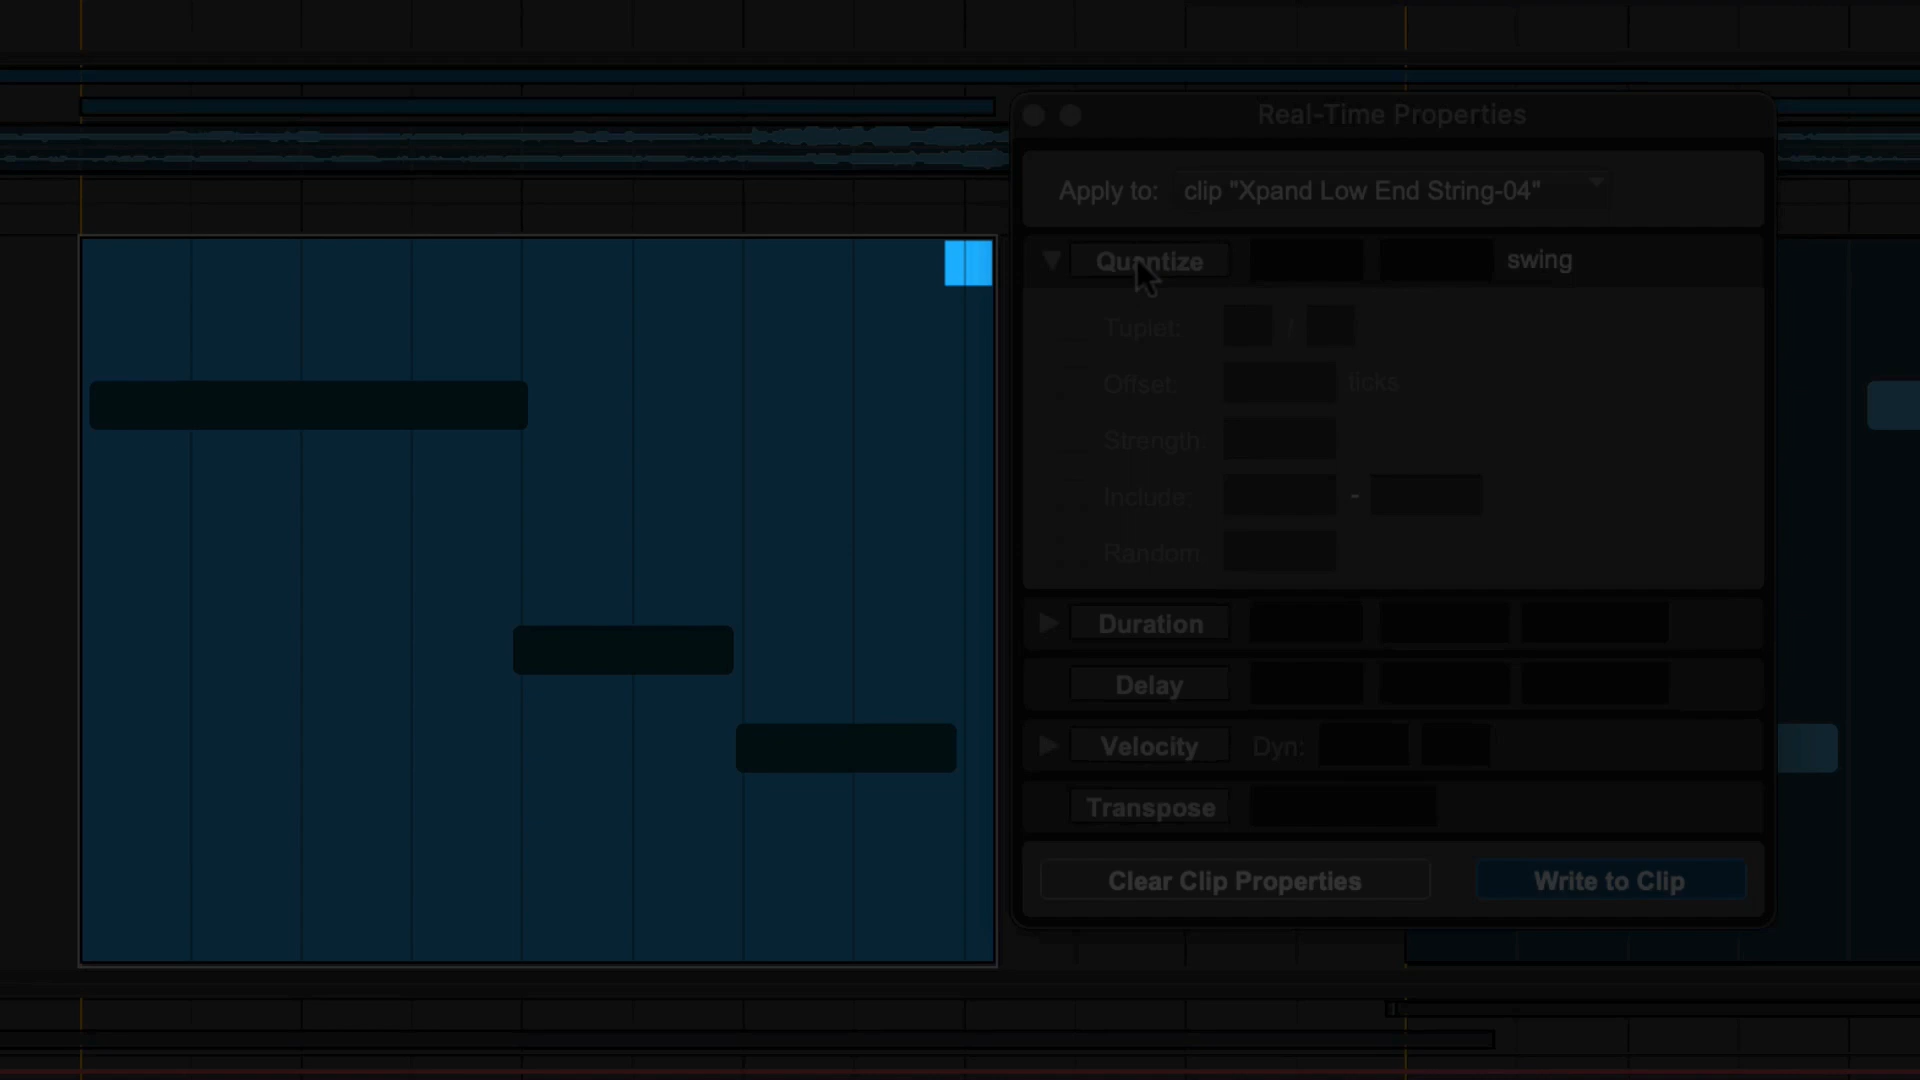 Real-Time Properties
Apply to: clip "Xpand Low End String-04"
Quantize swing
Tuplet: /
Offset: ticks
Strength:
Include: -
Random:
Duration
Delay
Velocity Dyn:
Transpose
Clear Clip Properties Write to Clip